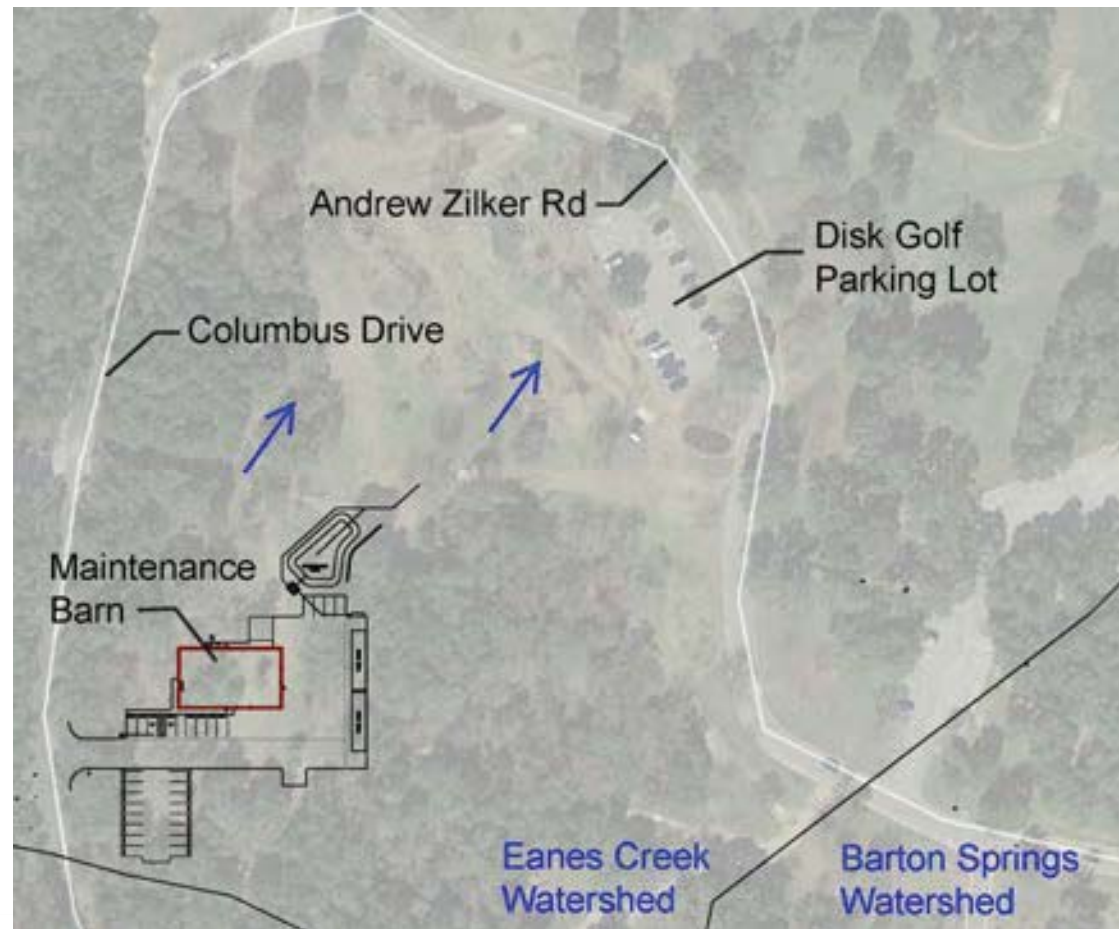 Andrew Zilker Rd
Disk Golf
Parking Lot
Columbus Drive
Maintenance
Barn
Eanes Creek
Watershed
Barton Springs
Watershed